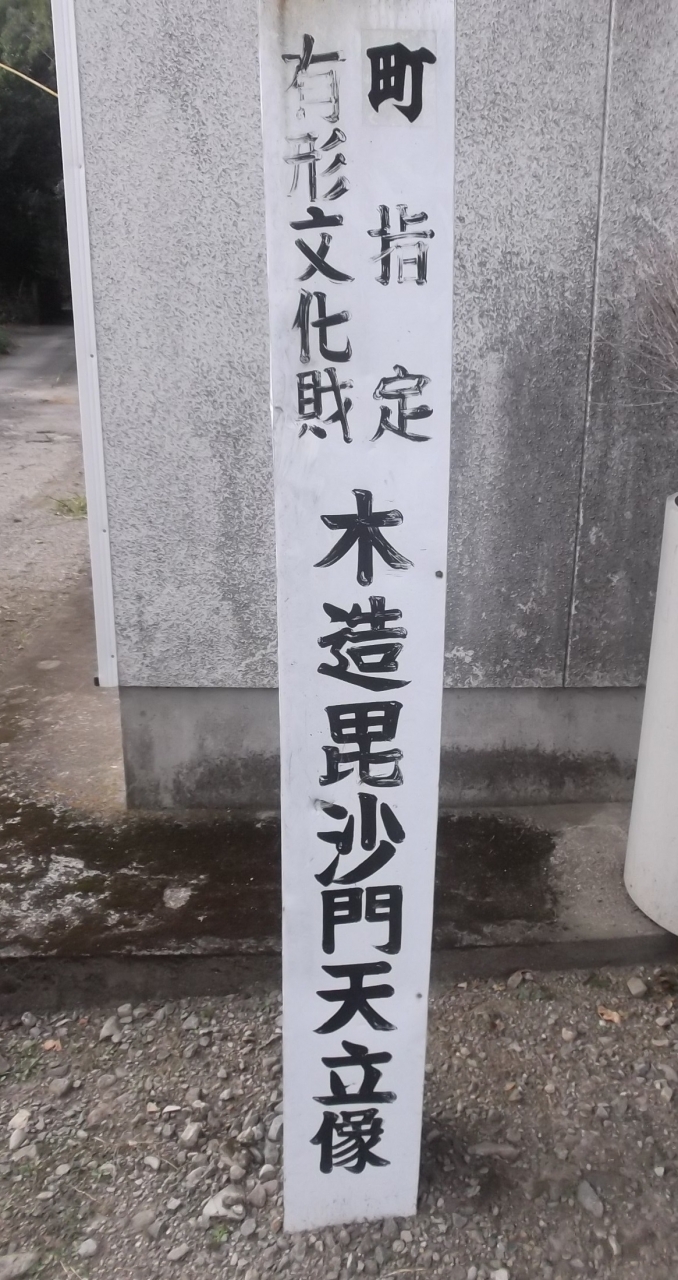 町指定
有形文化財
木造毘沙門天立像